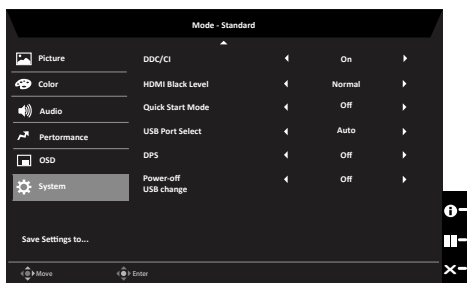 Mode - Standard
Picture
Color
Audio
Pertormance
OSD
System
Save Settings to...
DDC/CI On
HDMI Black Level Normal
Quick Start Mode Off
USB Port Select Auto
DPS Off
Power-off
USB change Off
Move Enter